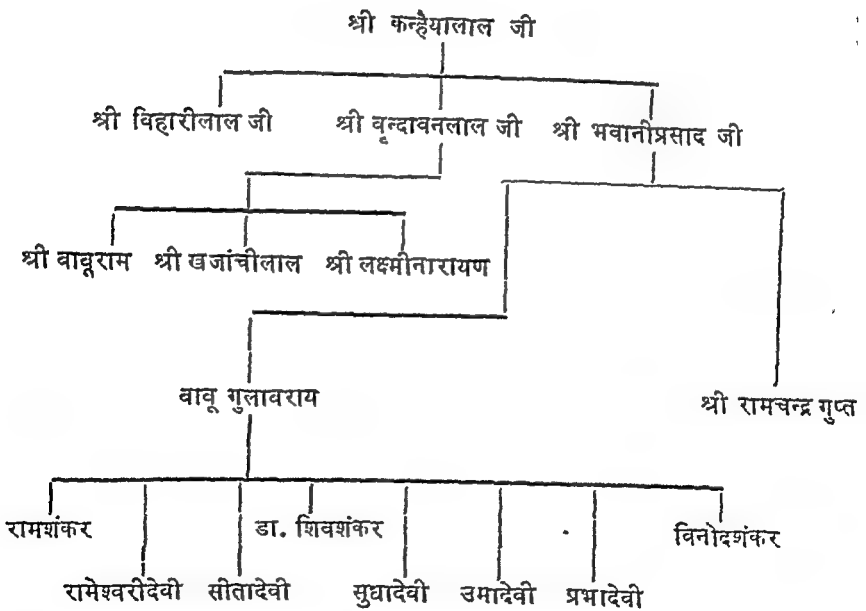 श्री कन्हैयालाल जी
श्री विहारीलाल जी श्री वृन्दावनलाल जी श्री भवानीप्रसाद जी
श्री वावूराम श्री खजांचीलाल श्री लक्ष्मीनारायण
वावू गुलावराय
श्री रामचन्द्र गुप्त
रामशंकर डा. शिवशंकर विनोदशंकर
रामेश्वरीदेवी सीतादेवी सुधादेवी उमादेवी प्रभादेवी